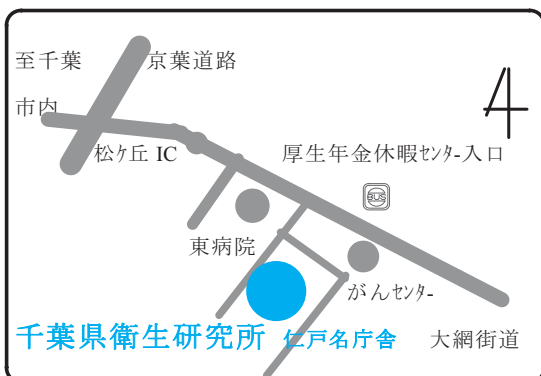 至千葉 京葉道路
市内
松ケ丘 IC 厚生年金休暇センター入口
BUS
東病院
がんセンター
千葉県衛生研究所 仁戸名庁舎 大網街道